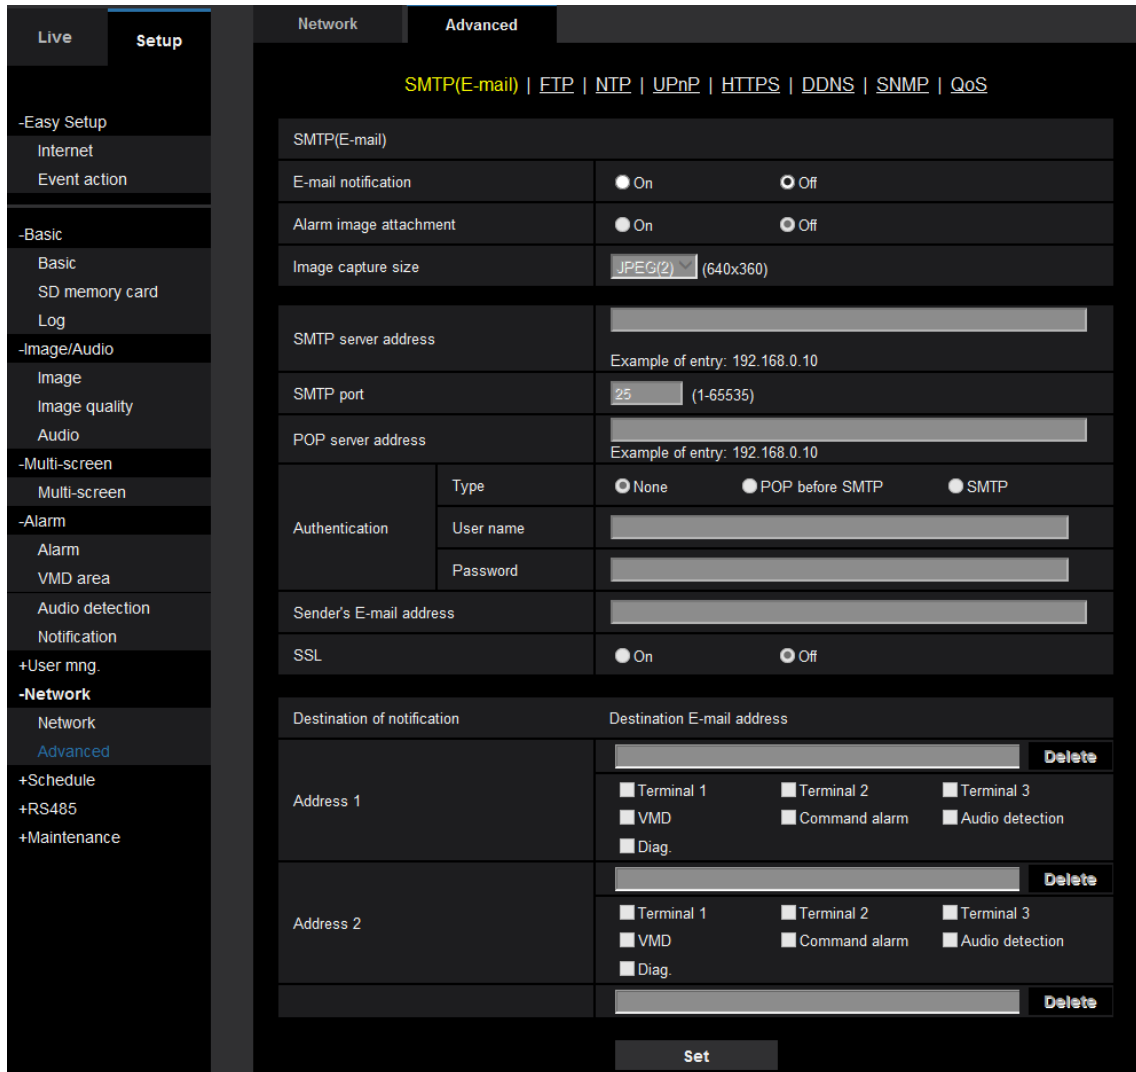 Live
Setup
Network
Advanced
SMTP(E-mail) | FTP | NTP | UPnP | HTTPS | DDNS | SNMP | QoS
-Easy Setup
Internet
Event action
-Basic
Basic
SD memory card
Log
-Image/Audio
Image
Image quality
Audio
-Multi-screen
Multi-screen
-Alarm
Alarm
VMD area
Audio detection
Notification
+User mng.
-Network
Network
Advanced
+Schedule
+RS485
+Maintenance
SMTP(E-mail)
E-mail notification On Off
Alarm image attachment On Off
Image capture size JPEG(2) (640x360)
SMTP server address
Example of entry: 192.168.0.10
SMTP port 25 (1-65535)
POP server address
Example of entry: 192.168.0.10
Authentication
Type None POP before SMTP SMTP
User name
Password
Sender's E-mail address
SSL On Off
Destination of notification Destination E-mail address
Delete
Address 1
Terminal 1 Terminal 2 Terminal 3
VMD Command alarm Audio detection
Diag.
Delete
Address 2
Terminal 1 Terminal 2 Terminal 3
VMD Command alarm Audio detection
Diag.
Delete
Set